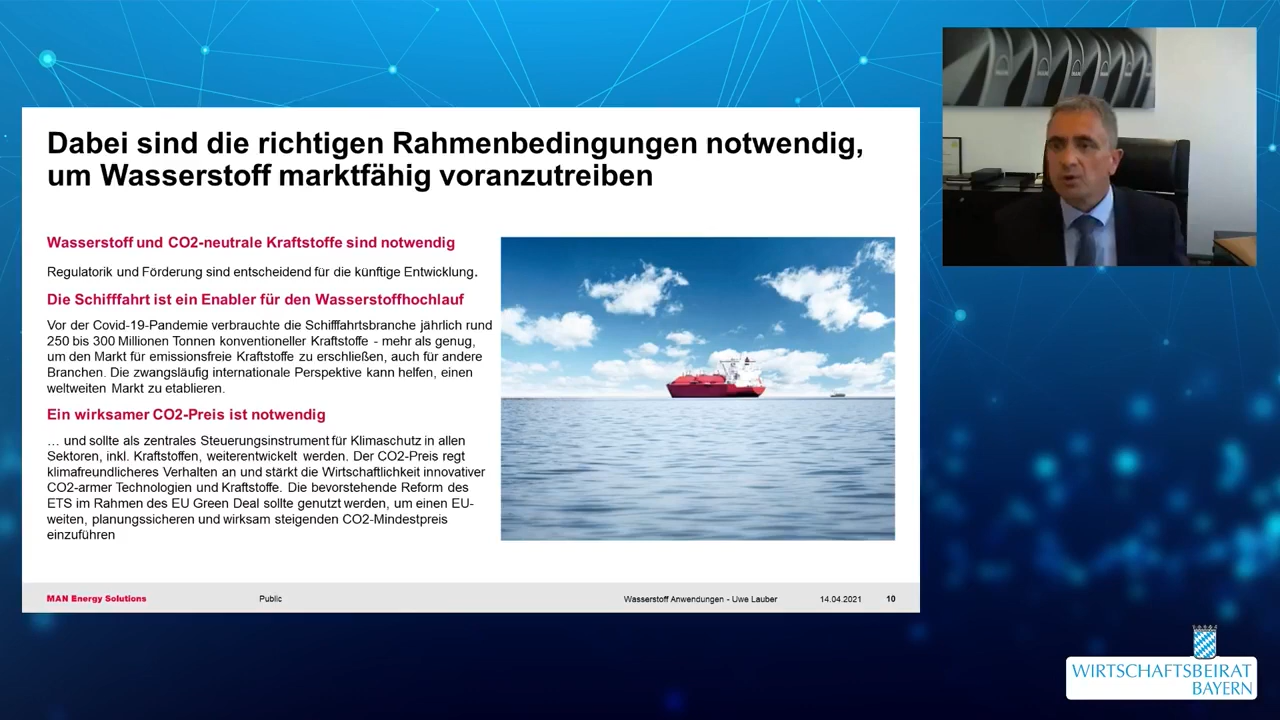 Dabei sind die richtigen Rahmenbedingungen notwendig,
um Wasserstoff marktfähig voranzutreiben
Wasserstoff und CO2-neutrale Kraftstoffe sind notwendig
Regulatorik und Förderung sind entscheidend für die künftige Entwicklung.
Die Schifffahrt ist ein Enabler für den Wasserstoffhochlauf
Vor der Covid-19-Pandemie verbrauchte die Schifffahrtsbranche jährlich rund
250 bis 300 Millionen Tonnen konventioneller Kraftstoffe - mehr als genug,
um den Markt für emissionsfreie Kraftstoffe zu erschließen, auch für andere
Branchen. Die zwangsläufig internationale Perspektive kann helfen, einen
weltweiten Markt zu etablieren.
Ein wirksamer CO2-Preis ist notwendig
… und sollte als zentrales Steuerungsinstrument für Klimaschutz in allen
Sektoren, inkl. Kraftstoffen, weiterentwickelt werden. Der CO2-Preis regt
klimafreundlicheres Verhalten an und stärkt die Wirtschaftlichkeit innovativer
CO2-armer Technologien und Kraftstoffe. Die bevorstehende Reform des
ETS im Rahmen des EU Green Deal sollte genutzt werden, um einen EU-
weiten, planungssicheren und wirksam steigenden CO2-Mindestpreis
einzuführen
MAN Energy Solutions
Public
Wasserstoff Anwendungen - Uwe Lauber
14.04.2021
10
WIRTSCHAFTSBEIRAT
BAYERN